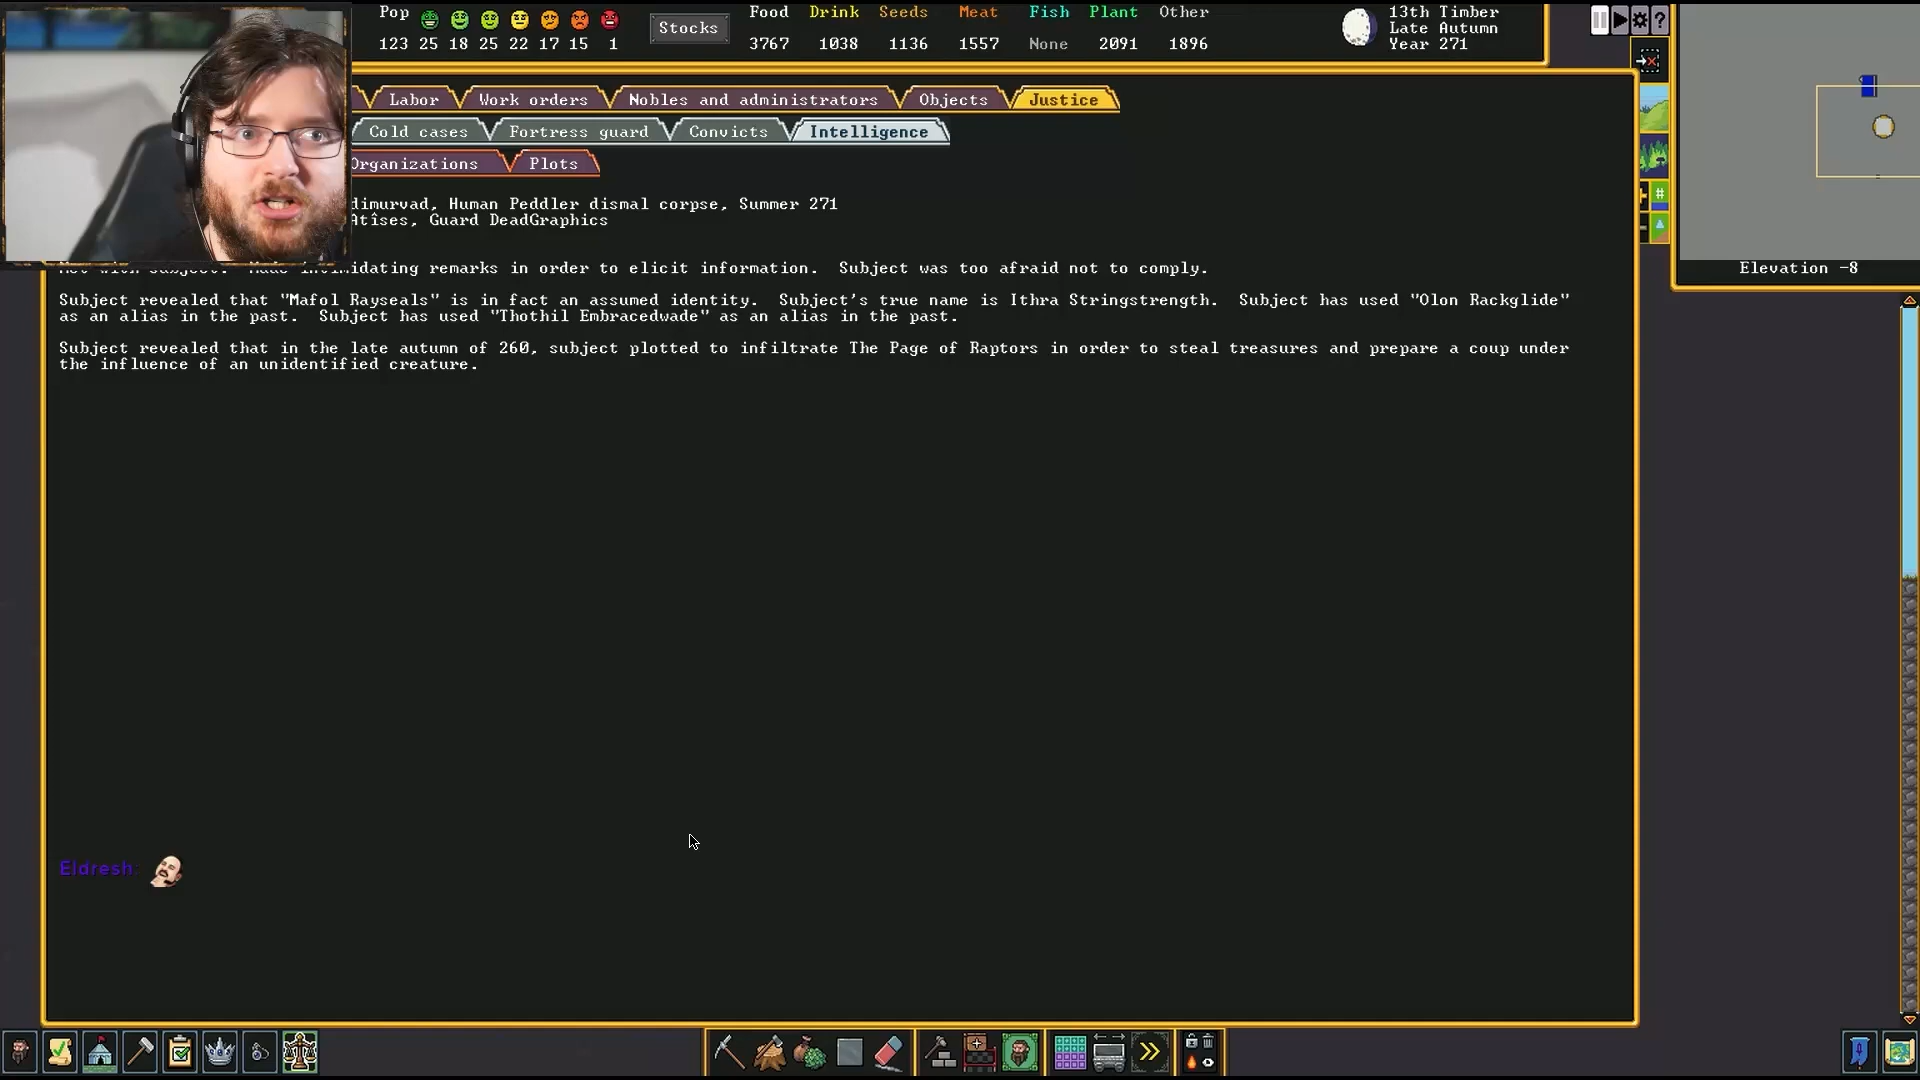 Pop
Stocks
Food Drink Seeds Meat Fish Plant Other
13th Timber
Late Autumn
Year 271
123 25 18 25 22 17 15 1
3767 1038 1136 1557 None 2091 1896
Labor Work orders Nobles and administrators Objects Justice
Cold cases Fortress guard Convicts Intelligence
Organizations Plots
dimurvad, Human Peddler dismal corpse, Summer 271
Atîses, Guard DeadGraphics
Elevation -8
Met with subject. Made intimidating remarks in order to elicit information. Subject was too afraid not to comply.
Subject revealed that "Mafol Rayseals" is in fact an assumed identity. Subject's true name is Ithra Stringstrength. Subject has used "Olon Rackglide"
as an alias in the past. Subject has used "Thothil Embracedwade" as an alias in the past.
Subject revealed that in the late autumn of 260, subject plotted to infiltrate The Page of Raptors in order to steal treasures and prepare a coup under
the influence of an unidentified creature.
Eldresh: